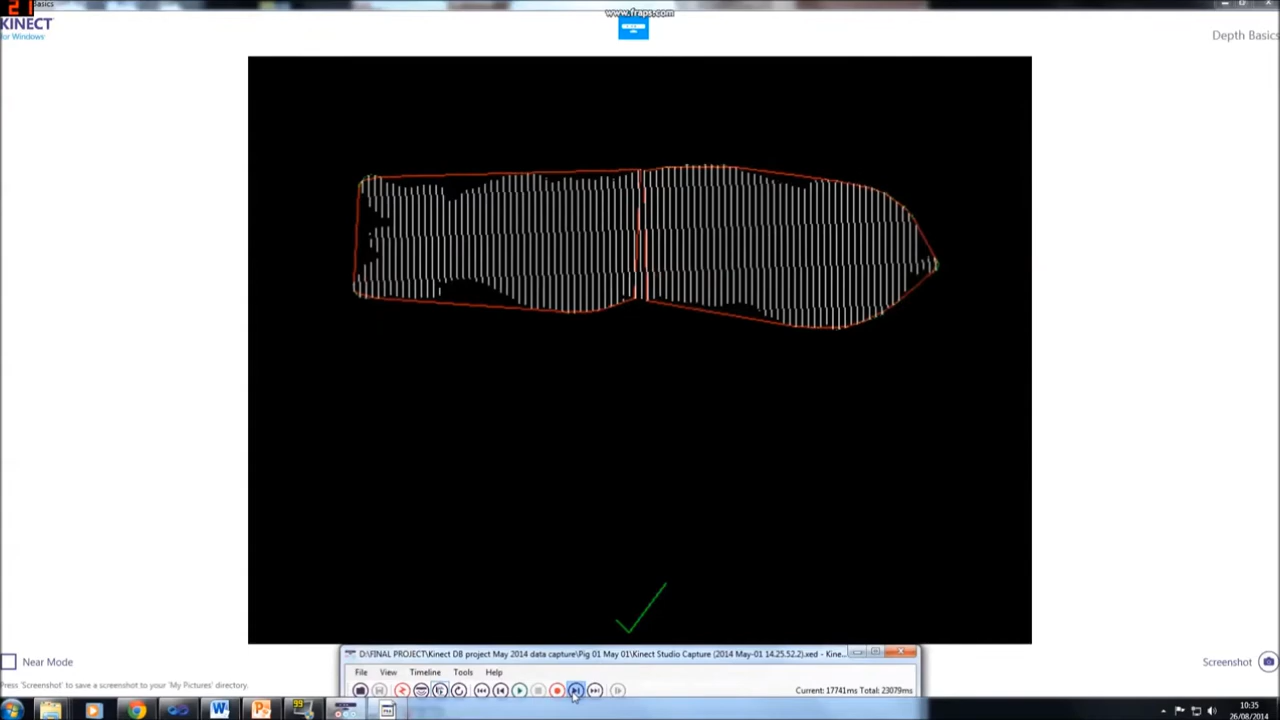 21
Basics
www.fraps.com
KINECT
for Windows
Depth Basics
Near Mode
Screenshot
Press 'Screenshot' to save a screenshot to your 'My Pictures' directory.
D:\FINAL PROJECT\Kinect DB project May 2014 data capture\Pig 01 May 01\Kinect Studio Capture (2014 May-01 14.25.52.2).xed - Kine...
File View Timeline Tools Help
Current: 17741ms Total: 23079ms
99
10:35
26/08/2014